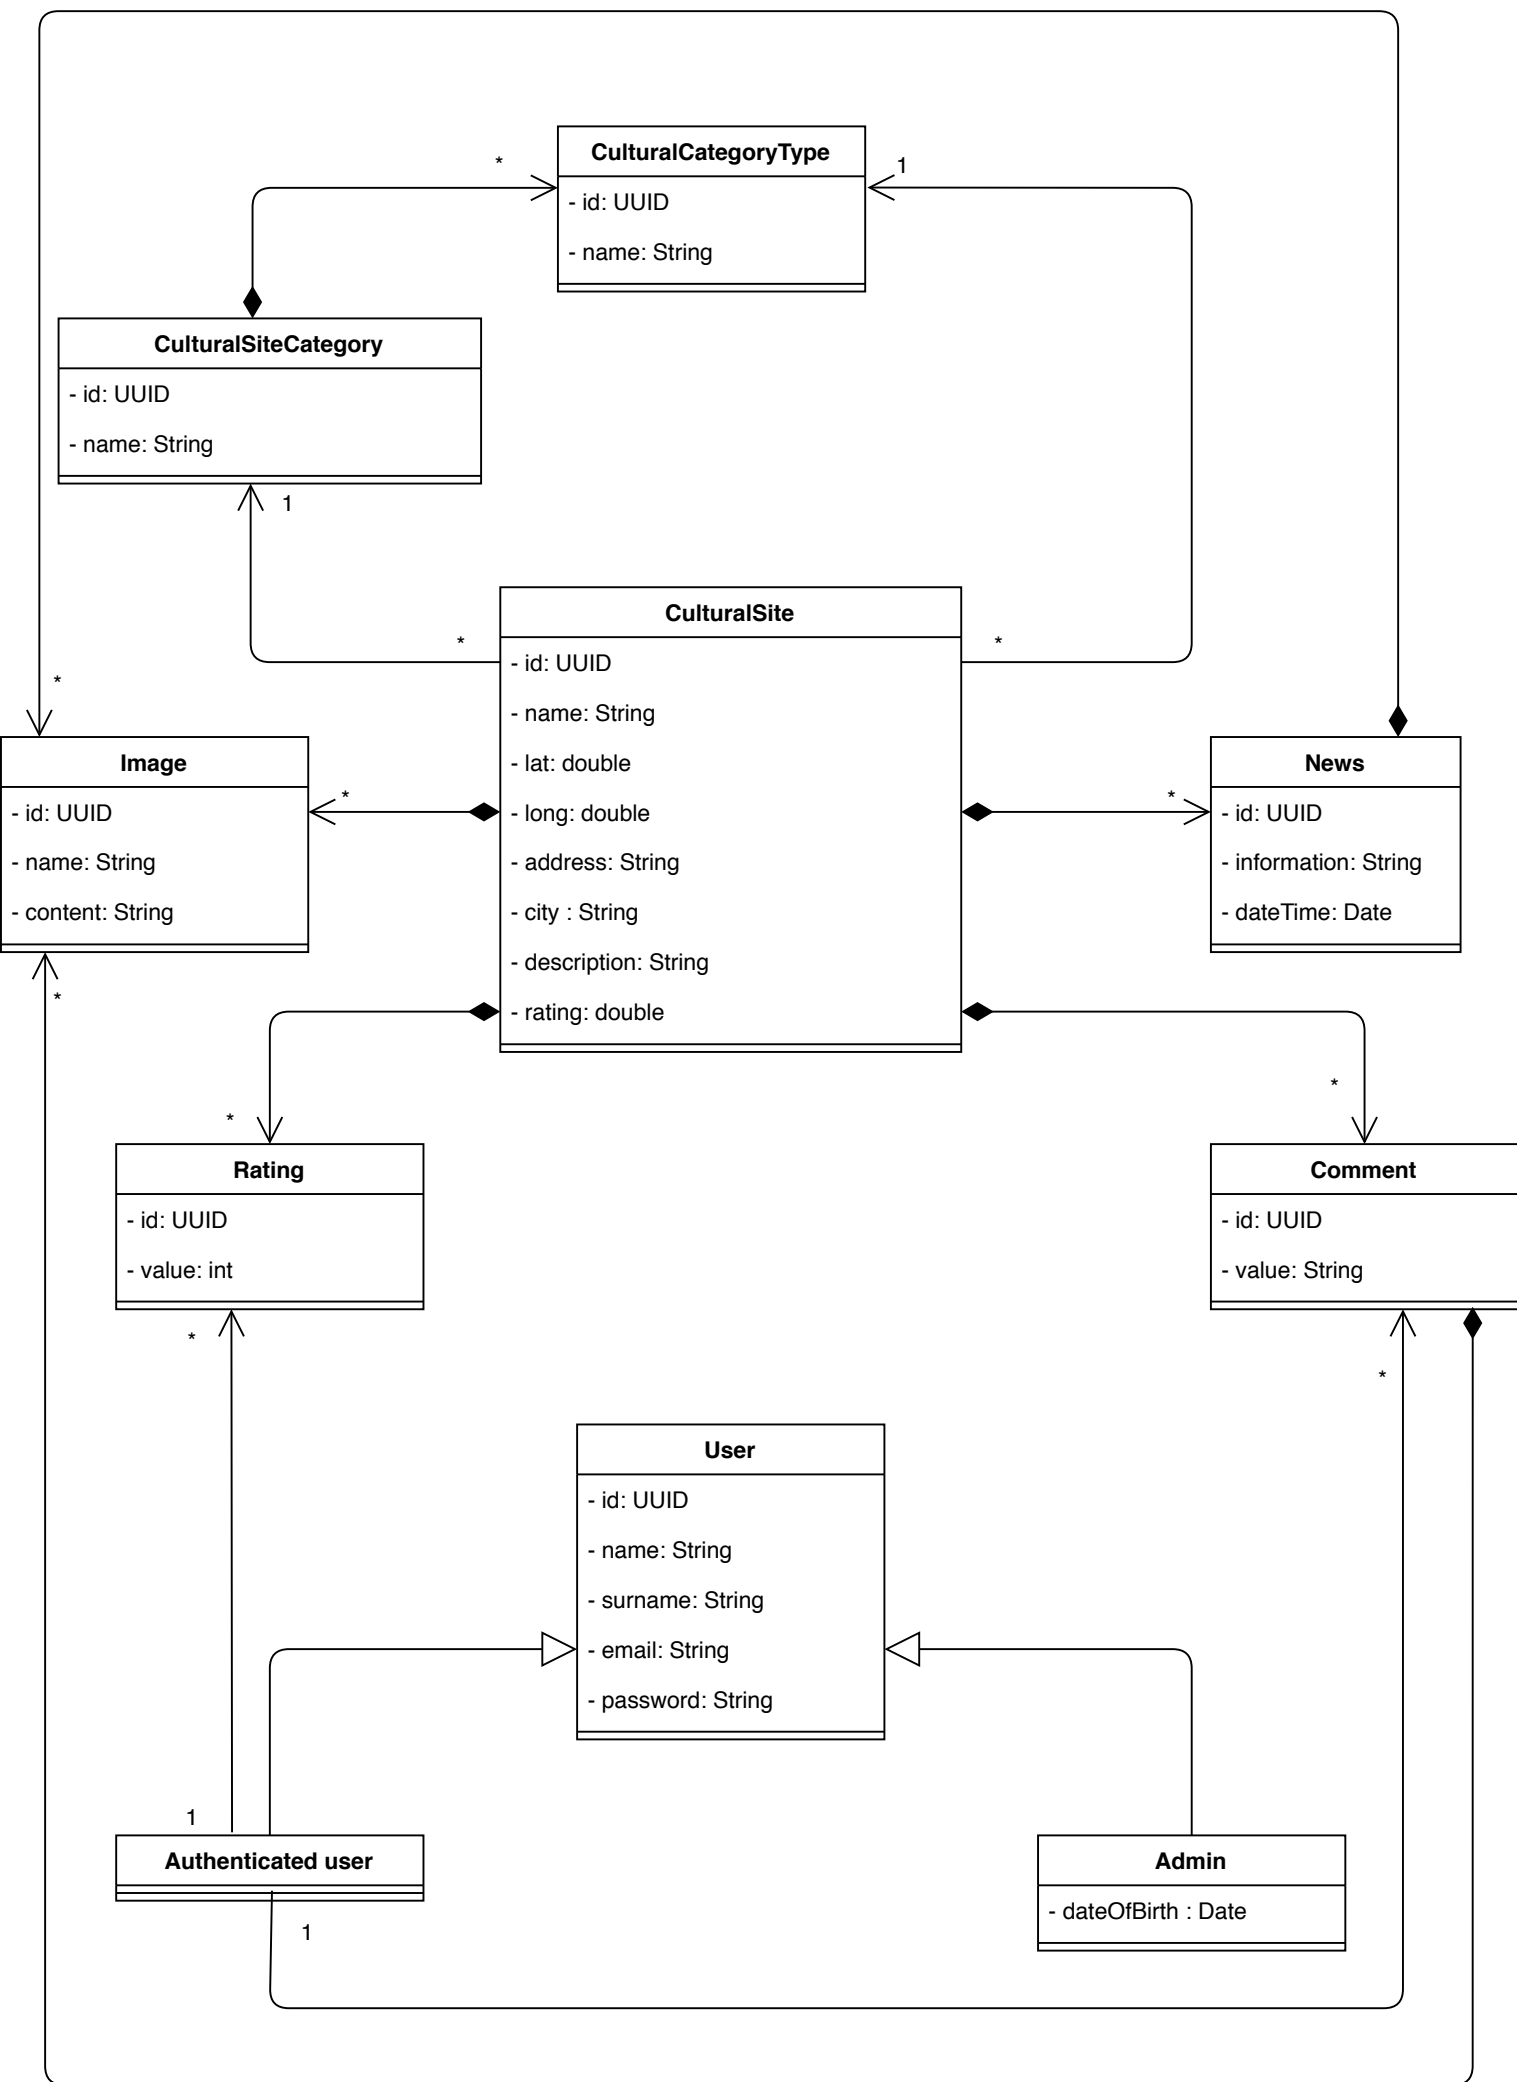 *
CulturalCategoryType
1
- id: UUID
- name: String
CulturalSiteCategory
- id: UUID
- name: String
1
CulturalSite
*
*
- id: UUID
- name: String
- lat: double
- long: double
- address: String
- city : String
- description: String
- rating: double
*
Image
- id: UUID
- name: String
- content: String
*
*
*
News
- id: UUID
- information: String
- dateTime: Date
*
Rating
- id: UUID
- value: int
*
*
Comment
- id: UUID
- value: String
*
User
- id: UUID
- name: String
- surname: String
- email: String
- password: String
1
Authenticated user
1
Admin
- dateOfBirth : Date